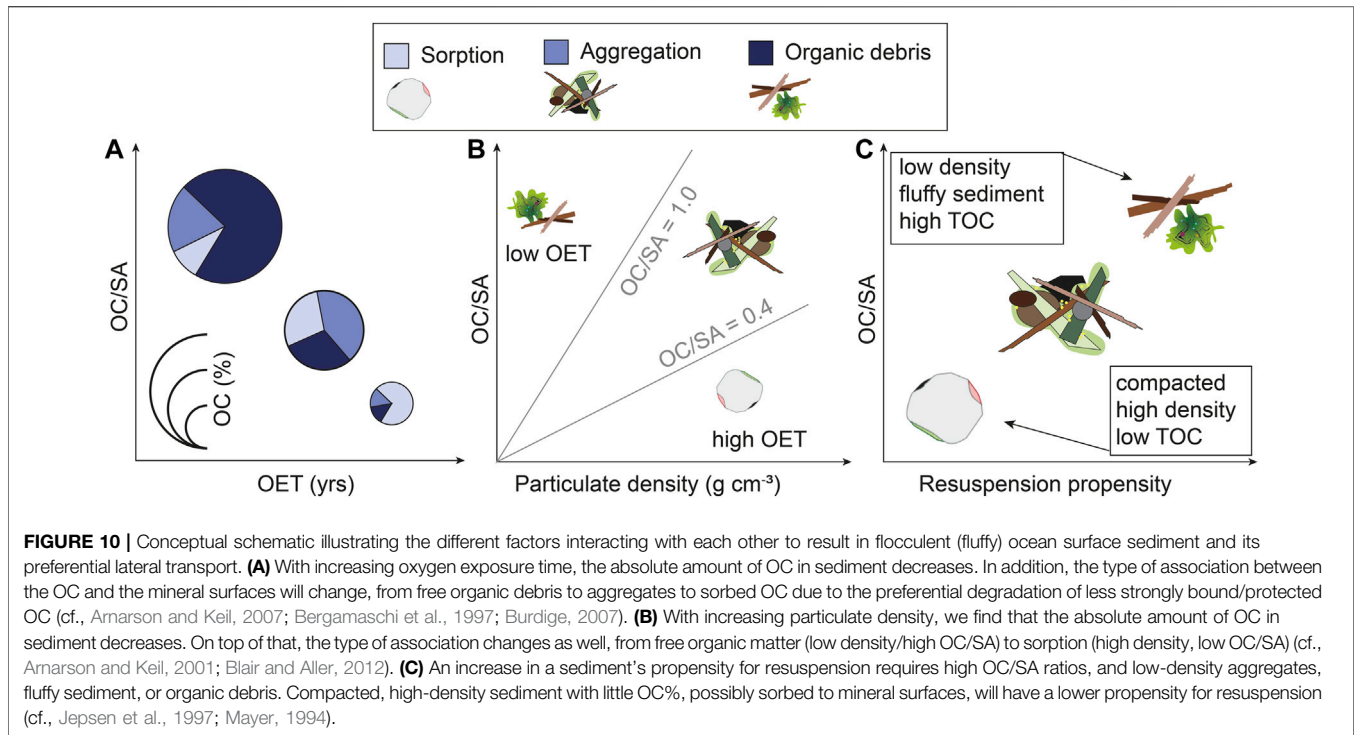 Sorption Aggregation Organic debris
A
OC/SA
OC (%)
OET (yrs)
B
OC/SA
low OET
OC/SA = 1.0
OC/SA = 0.4
high OET
Particulate density (g cm⁻³)
C
OC/SA
low density
fluffy sediment
high TOC
compacted
high density
low TOC
Resuspension propensity
FIGURE 10 | Conceptual schematic illustrating the different factors interacting with each other to result in flocculent (fluffy) ocean surface sediment and its
preferential lateral transport. (A) With increasing oxygen exposure time, the absolute amount of OC in sediment decreases. In addition, the type of association between
the OC and the mineral surfaces will change, from free organic debris to aggregates to sorbed OC due to the preferential degradation of less strongly bound/protected
OC (cf., Arnarson and Keil, 2007; Bergamaschi et al., 1997; Burdige, 2007). (B) With increasing particulate density, we find that the absolute amount of OC in
sediment decreases. On top of that, the type of association changes as well, from free organic matter (low density/high OC/SA) to sorption (high density, low OC/SA) (cf.,
Arnarson and Keil, 2001; Blair and Aller, 2012). (C) An increase in a sediment's propensity for resuspension requires high OC/SA ratios, and low-density aggregates,
fluffy sediment, or organic debris. Compacted, high-density sediment with little OC%, possibly sorbed to mineral surfaces, will have a lower propensity for resuspension
(cf., Jepsen et al., 1997; Mayer, 1994).